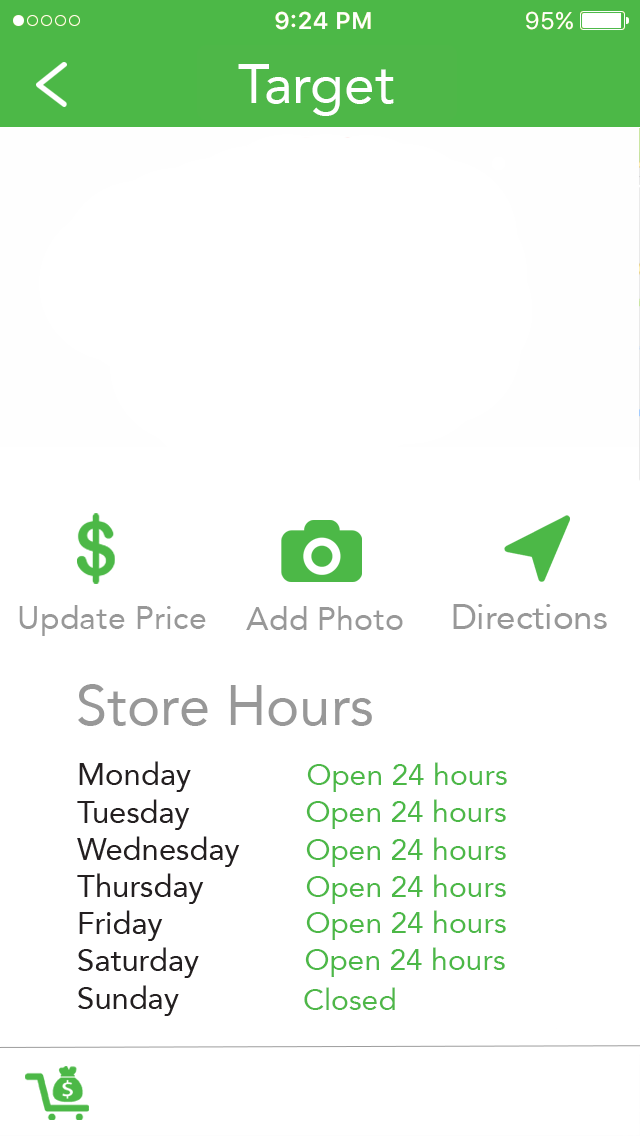 9:24 PM 95%
Target
$
Update Price Add Photo Directions
Store Hours
Monday Open 24 hours
Tuesday Open 24 hours
Wednesday Open 24 hours
Thursday Open 24 hours
Friday Open 24 hours
Saturday Open 24 hours
Sunday Closed
$